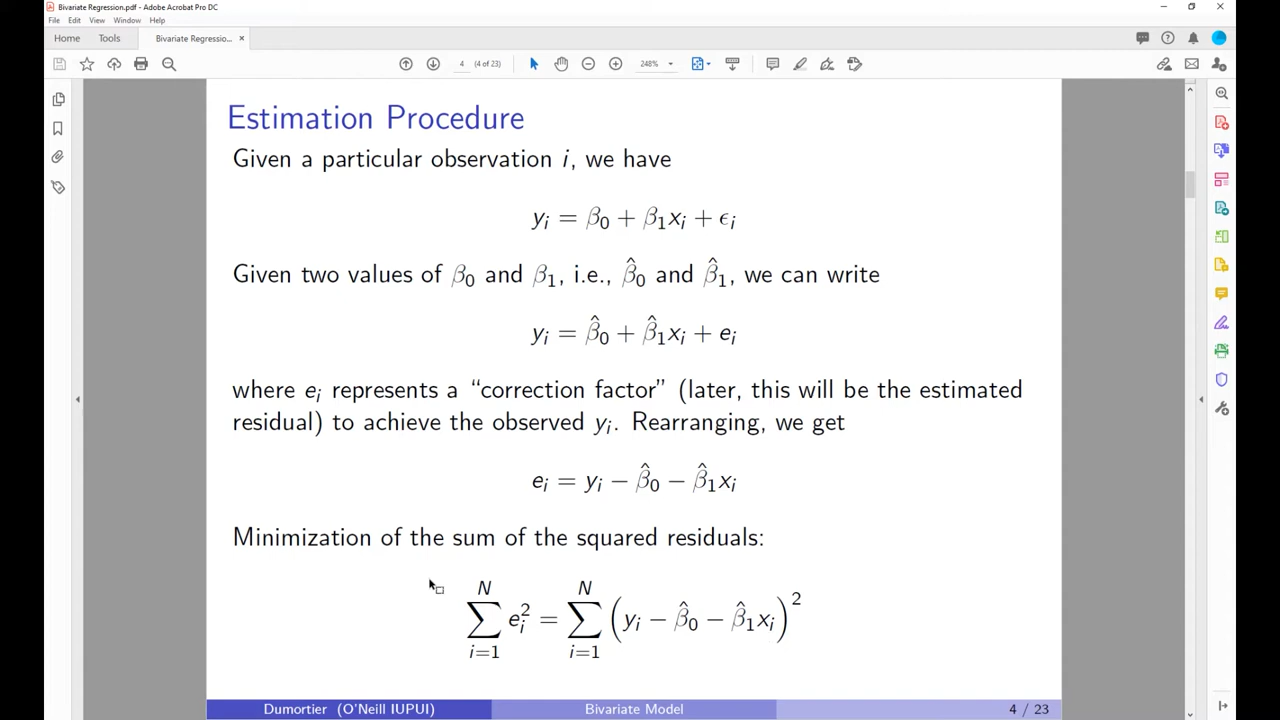 Bivariate Regression.pdf - Adobe Acrobat Pro DC
File Edit View Window Help
Home Tools Bivariate Regressio... ×
4 (4 of 23) 248%
Estimation Procedure
Given a particular observation i, we have
yᵢ = β₀ + β₁xᵢ + ϵᵢ
Given two values of β₀ and β₁, i.e., β̂₀ and β̂₁, we can write
yᵢ = β̂₀ + β̂₁xᵢ + eᵢ
where eᵢ represents a “correction factor” (later, this will be the estimated
residual) to achieve the observed yᵢ. Rearranging, we get
eᵢ = yᵢ − β̂₀ − β̂₁xᵢ
Minimization of the sum of the squared residuals:
∑ᵢ₌₁ᴺ eᵢ² = ∑ᵢ₌₁ᴺ (yᵢ − β̂₀ − β̂₁xᵢ)²
Dumortier (O'Neill IUPUI) Bivariate Model 4 / 23